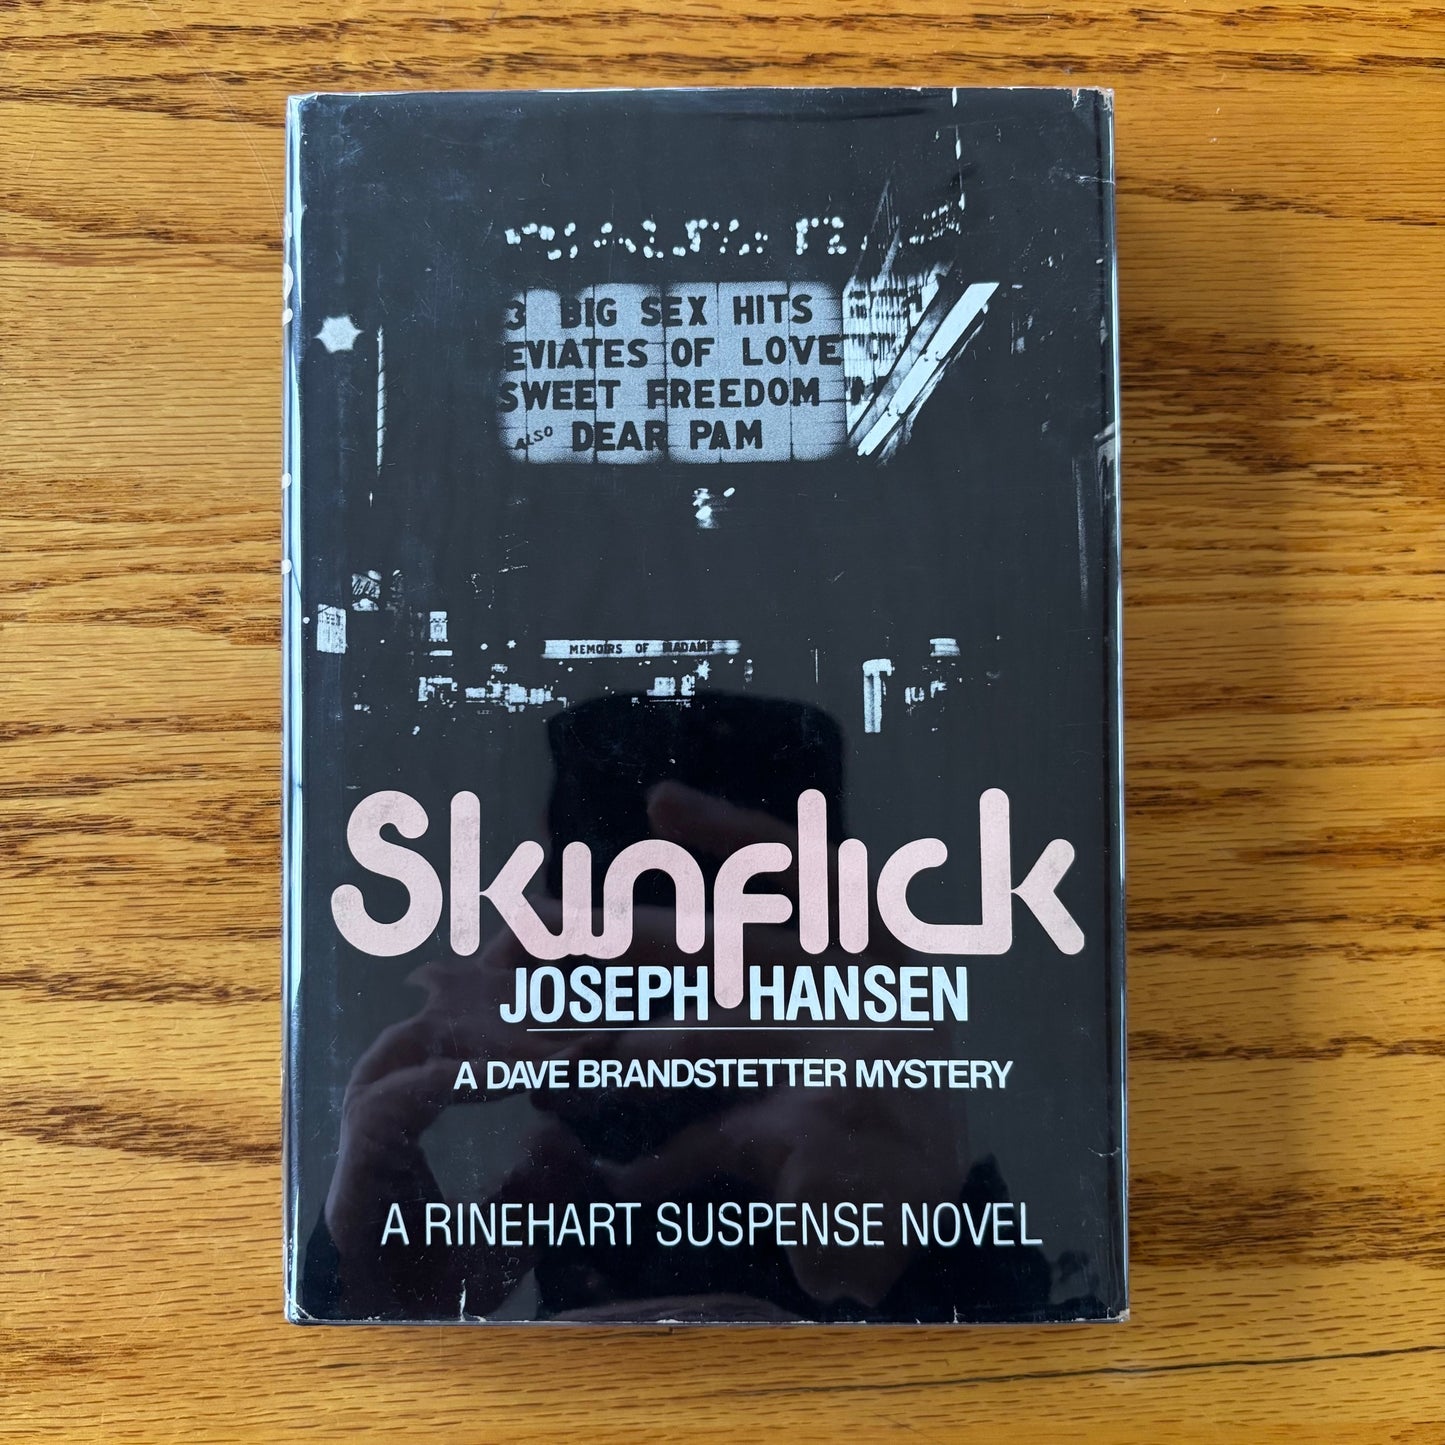 3 BIG SEX HITS
EVIATES OF LOVE
SWEET FREEDOM
ALSO DEAR PAM
MEMOIRS OF MADAME
Skinflick
JOSEPH HANSEN
A DAVE BRANDSTETTER MYSTERY
A RINEHART SUSPENSE NOVEL